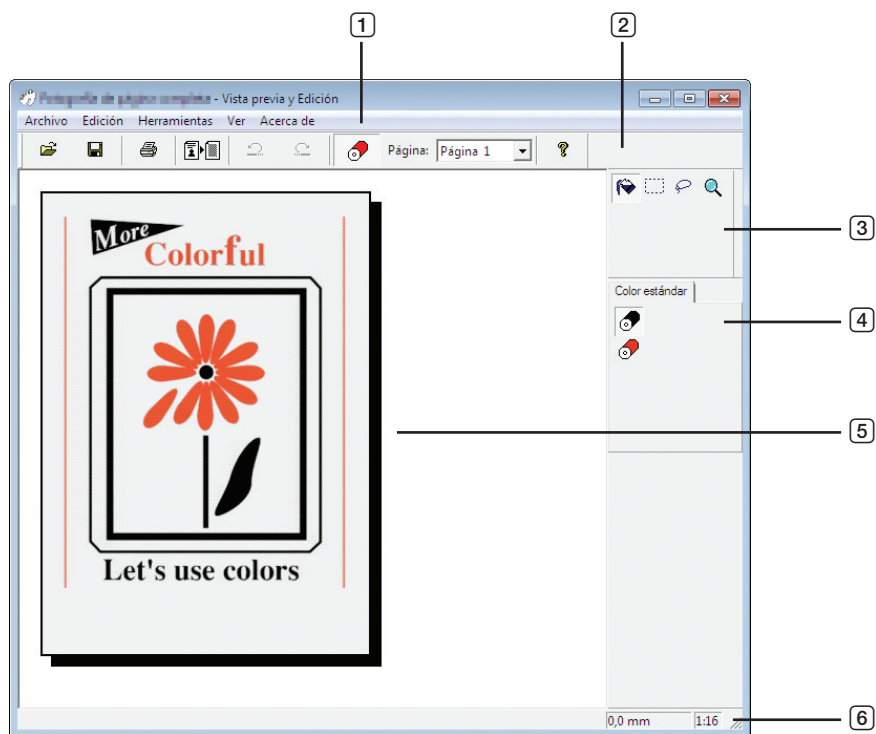 1 2
- Vista previa y Edición
Archivo Edición Herramientas Ver Acerca de
Página: Página 1
3
Color estándar
4
More
Colorful
5
Let's use colors
0,0 mm 1:16
6